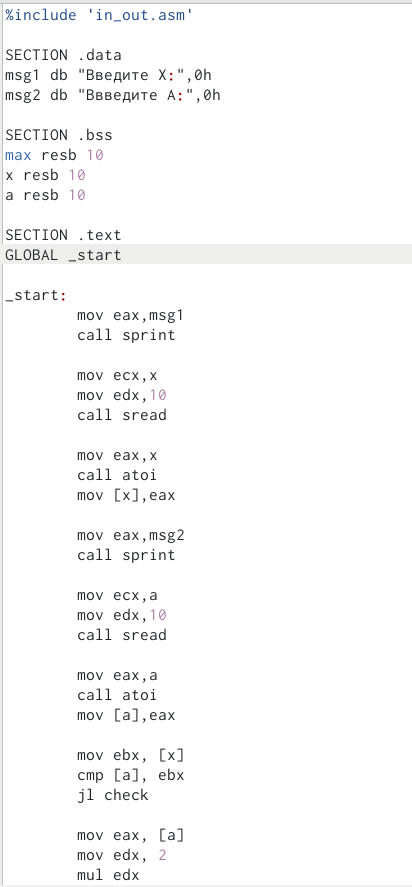 %include 'in_out.asm'
SECTION .data
msg1 db "Введите X:",0h
msg2 db "Ввведите А:",0h
SECTION .bss
max resb 10
x resb 10
a resb 10
SECTION .text
GLOBAL _start
_start:
mov eax,msg1
call sprint
mov ecx,x
mov edx,10
call sread
mov eax,x
call atoi
mov [x],eax
mov eax,msg2
call sprint
mov ecx,a
mov edx,10
call sread
mov eax,a
call atoi
mov [a],eax
mov ebx, [x]
cmp [a], ebx
jl check
mov eax, [a]
mov edx, 2
mul edx